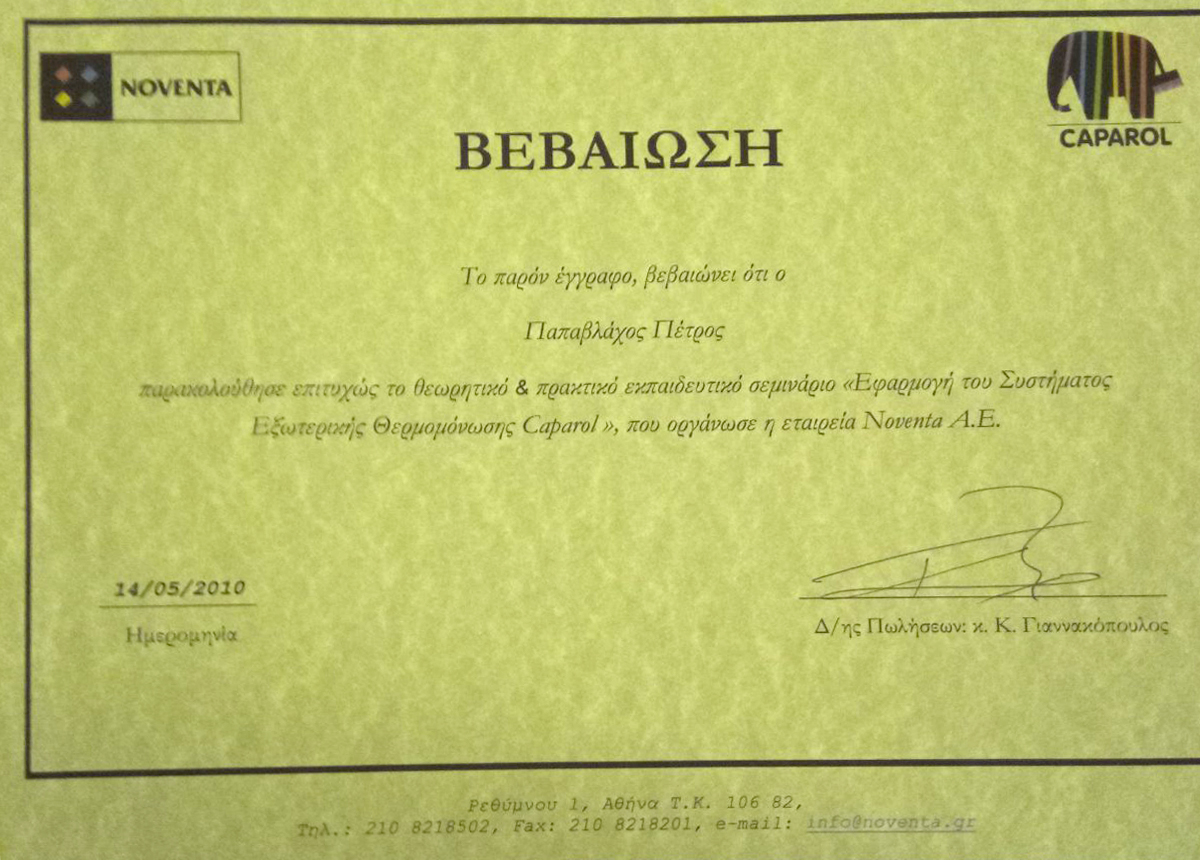 NOVENTA
CAPAROL
ΒΕΒΑΙΩΣΗ
Το παρόν έγγραφο, βεβαιώνει ότι ο
Παπαβλάχος Πέτρος
παρακολούθησε επιτυχώς το θεωρητικό & πρακτικό εκπαιδευτικό σεμινάριο «Εφαρμογή του Συστήματος
Εξωτερικής Θερμομόνωσης Caparol », που οργάνωσε η εταιρεία Noventa Α.Ε.
14/05/2010
Ημερομηνία
Δ/ης Πωλήσεων: κ. Κ. Γιαννακόπουλος
Ρεθύμνου 1, Αθήνα Τ.Κ. 106 82,
Τηλ.: 210 8218502, Fax: 210 8218201, e-mail: info@noventa.gr